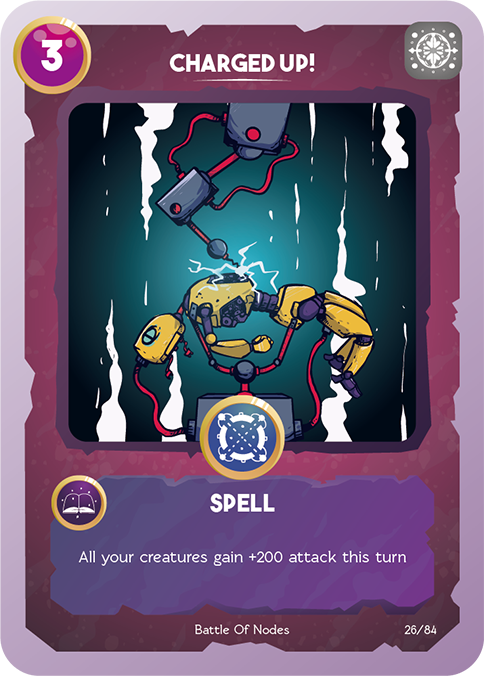 3
CHARGED UP!
SPELL
All your creatures gain +200 attack this turn
Battle Of Nodes
26/84